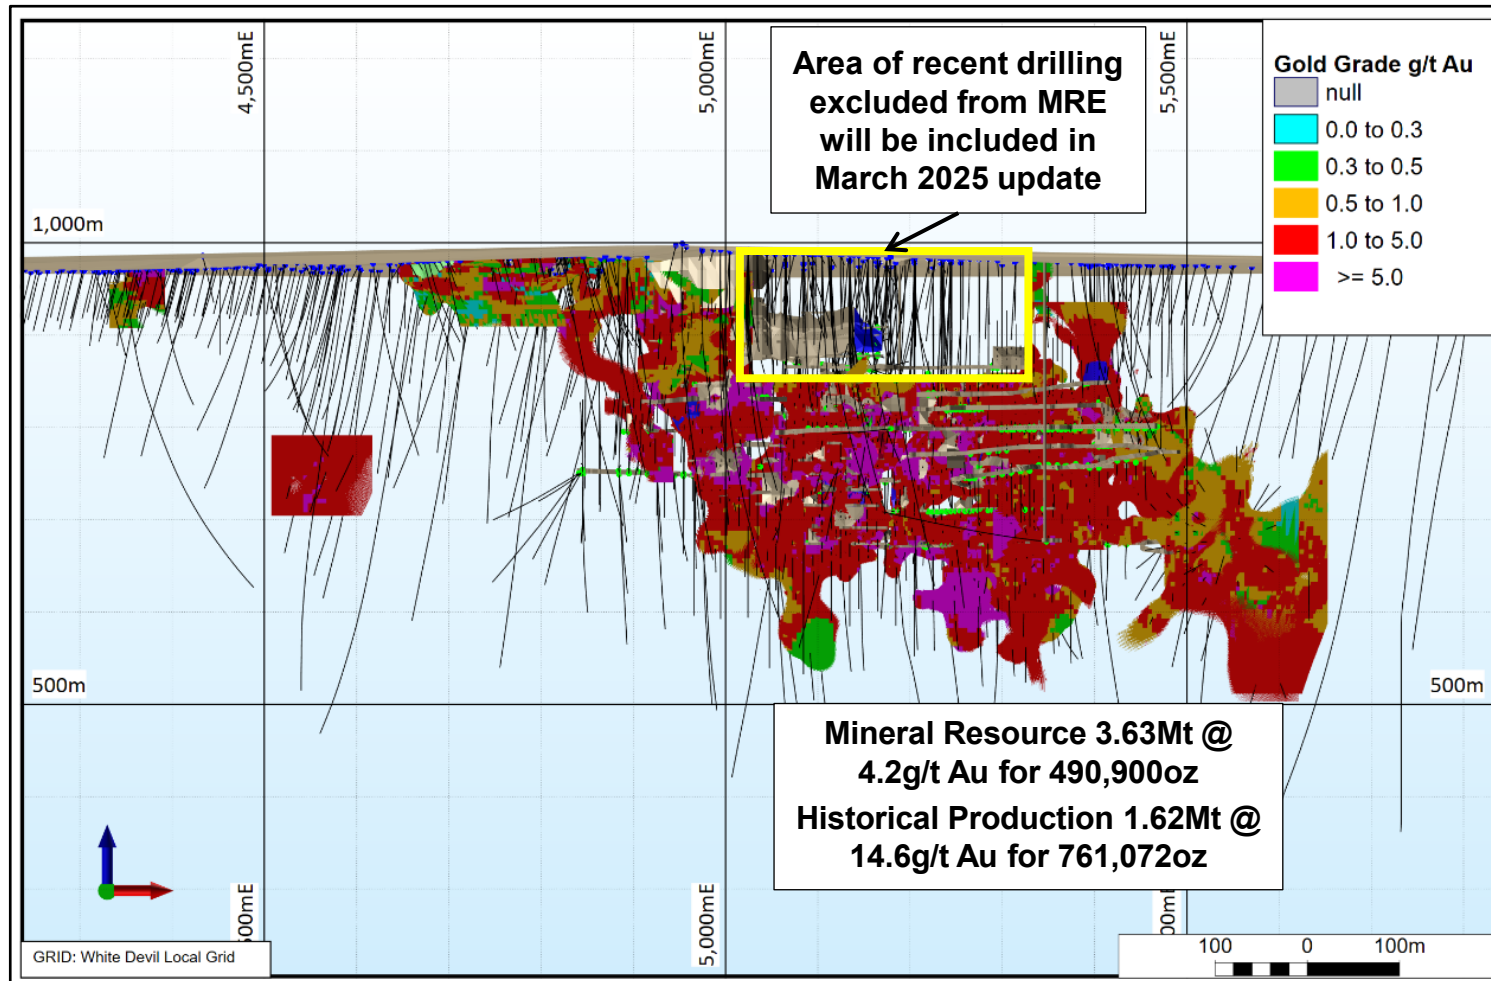 4,500mE
5,000mE
5,500mE
Area of recent drilling
excluded from MRE
will be included in
March 2025 update
Gold Grade g/t Au
null
0.0 to 0.3
0.3 to 0.5
0.5 to 1.0
1.0 to 5.0
>= 5.0
1,000m
500m
500m
Mineral Resource 3.63Mt @
4.2g/t Au for 490,900oz
Historical Production 1.62Mt @
14.6g/t Au for 761,072oz
500mE
5,000mE
0mE
GRID: White Devil Local Grid
100 0 100m